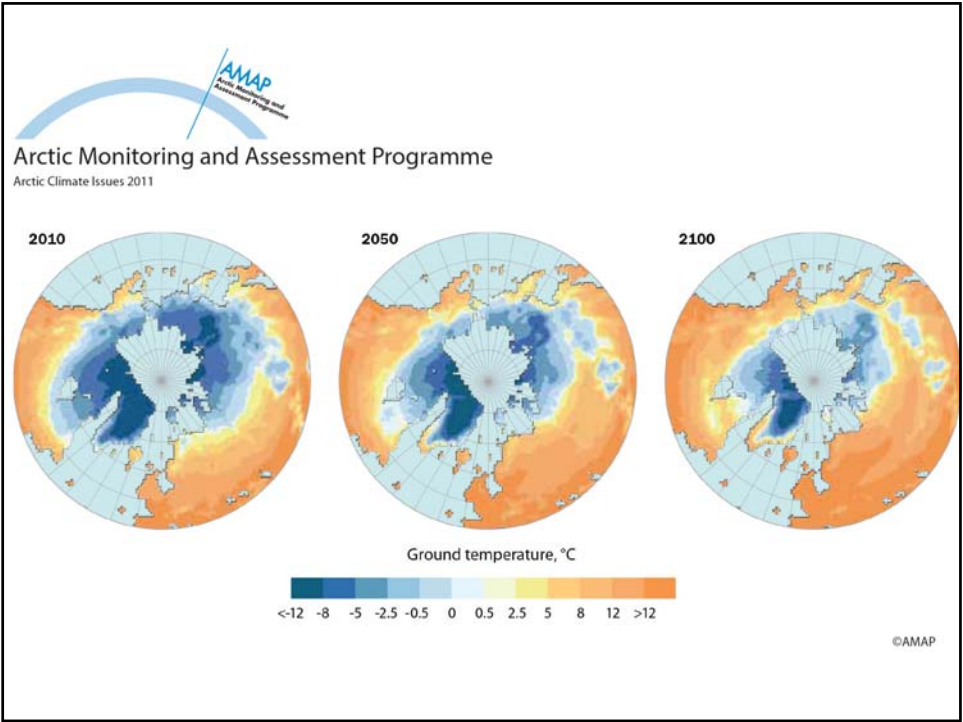 AMAP
Arctic Monitoring and
Assessment Programme
Arctic Monitoring and Assessment Programme
Arctic Climate Issues 2011
2010
2050
2100
Ground temperature, °C
<-12 -8 -5 -2.5 -0.5 0 0.5 2.5 5 8 12 >12
©AMAP